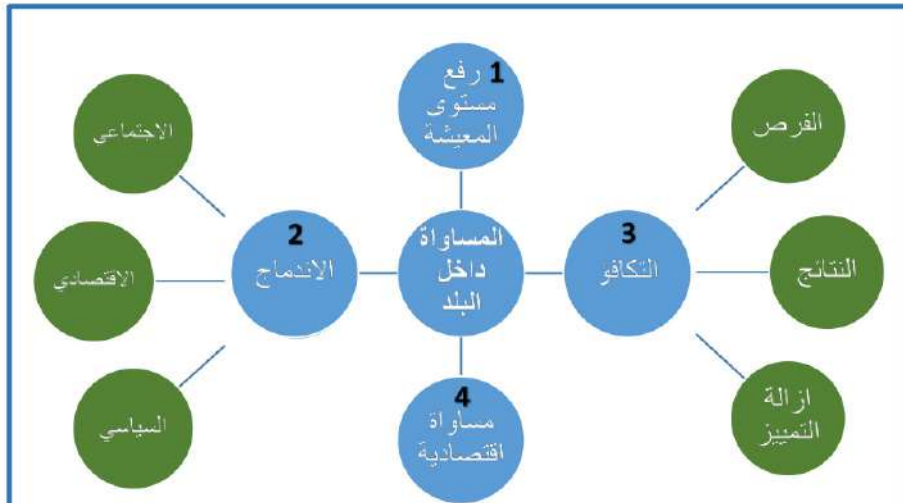 1 رفع
مستوى
المعيشة
الاجتماعي
الفرص
2
الاندماج
المساواة
داخل
البلد
3
التكافو
الاقتصادي
النتائج
4
مساواة
اقتصادية
السياسي
ازالة
التمييز